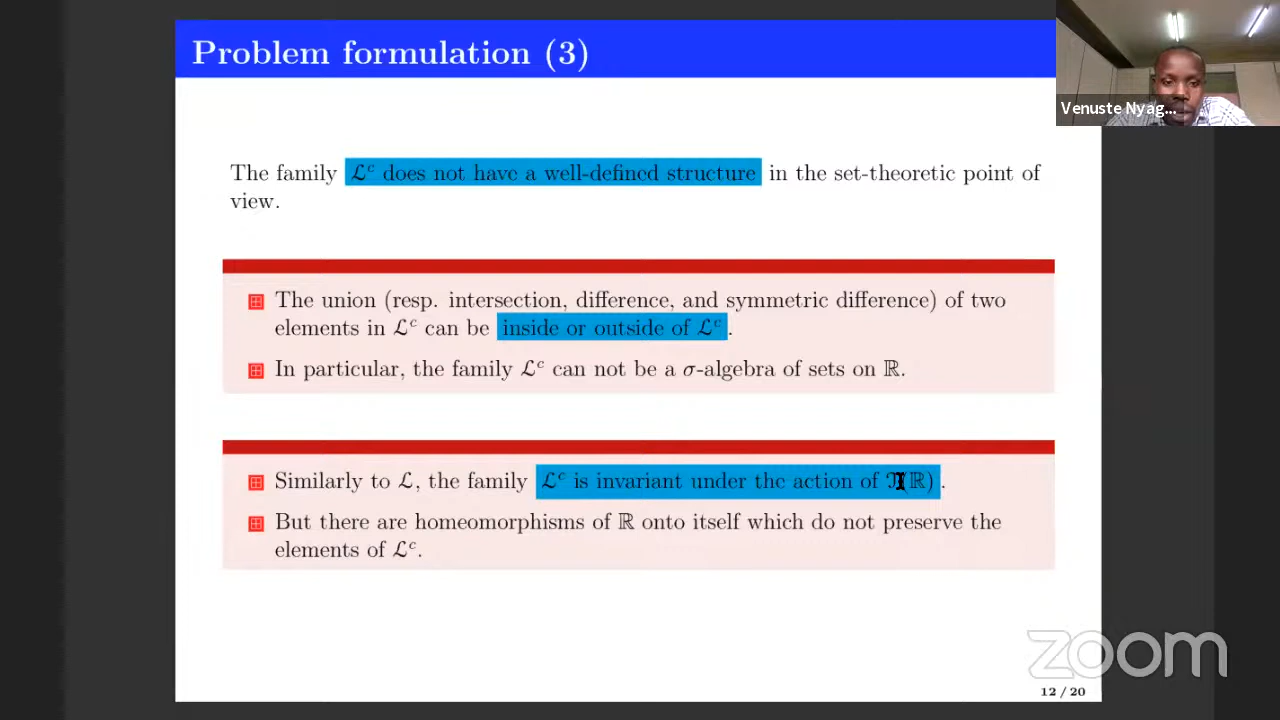 Problem formulation (3)
Venuste Nyag...
The family ℒᶜ does not have a well-defined structure in the set-theoretic point of
view.
The union (resp. intersection, difference, and symmetric difference) of two
elements in ℒᶜ can be inside or outside of ℒᶜ.
In particular, the family ℒᶜ can not be a σ-algebra of sets on ℝ.
Similarly to ℒ, the family ℒᶜ is invariant under the action of (ℝ).
But there are homeomorphisms of ℝ onto itself which do not preserve the
elements of ℒᶜ.
zoom
12 / 20